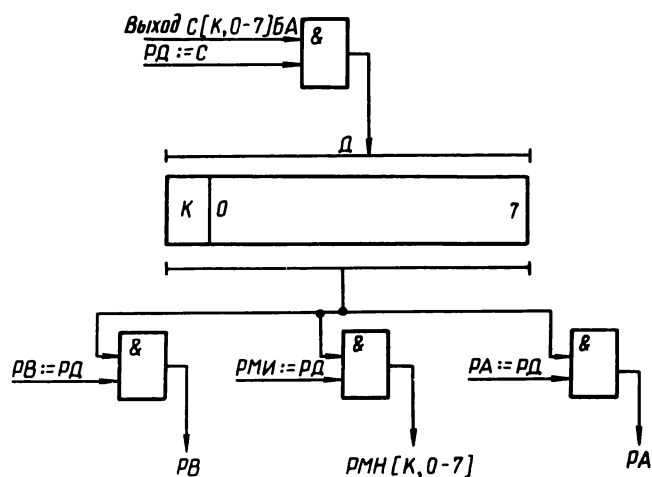 Выход С[К,0-7]БА
&
РД:=С
Д
К 0 7
& & &
РВ:=РД РМИ:=РД РА:=РД
РВ РМН[К,0-7] РА